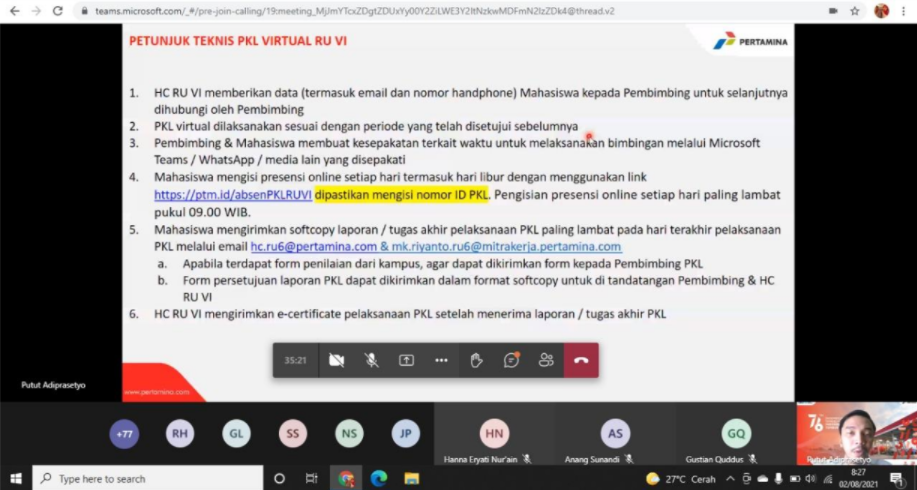 teams.microsoft.com/_#/pre-join-calling/19:meeting_MjJmYTcxZDgtZDUxYy00Y2ZiLWE3Y2ItNzkwMDFmN2IzZDk4@thread.v2
PETUNJUK TEKNIS PKL VIRTUAL RU VI
PERTAMINA
1. HC RU VI memberikan data (termasuk email dan nomor handphone) Mahasiswa kepada Pembimbing untuk selanjutnya
dihubungi oleh Pembimbing
2. PKL virtual dilaksanakan sesuai dengan periode yang telah disetujui sebelumnya
3. Pembimbing & Mahasiswa membuat kesepakatan terkait waktu untuk melaksanakan bimbingan melalui Microsoft
Teams / WhatsApp / media lain yang disepakati
4. Mahasiswa mengisi presensi online setiap hari termasuk hari libur dengan menggunakan link
https://ptm.id/absenPKLRUVI dipastikan mengisi nomor ID PKL. Pengisian presensi online setiap hari paling lambat
pukul 09.00 WIB.
5. Mahasiswa mengirimkan softcopy laporan / tugas akhir pelaksanaan PKL paling lambat pada hari terakhir pelaksanaan
PKL melalui email hc.ru6@pertamina.com & mk.riyanto.ru6@mitrakerja.pertamina.com
a. Apabila terdapat form penilaian dari kampus, agar dapat dikirimkan form kepada Pembimbing PKL
b. Form persetujuan laporan PKL dapat dikirimkan dalam format softcopy untuk di tandatangan Pembimbing & HC
RU VI
6. HC RU VI mengirimkan e-certificate pelaksanaan PKL setelah menerima laporan / tugas akhir PKL
35:21
Putut Adiprasetyo
www.pertamina.com
+77
RH
GL
SS
NS
JP
HN
AS
GQ
Hanna Eryati Nur'ain
Anang Sunandi
Gustian Quddus
76
Putut Adiprasetyo
Type here to search
27°C Cerah
8:27
02/08/2021